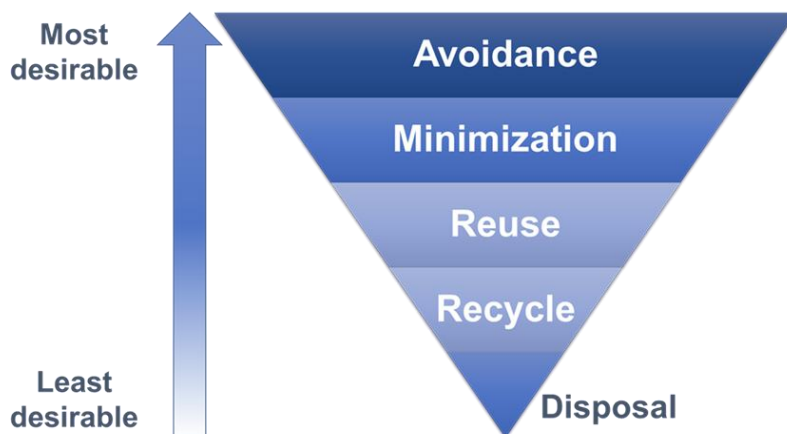 Most
desirable
Avoidance
Minimization
Reuse
Recycle
Least
desirable
Disposal